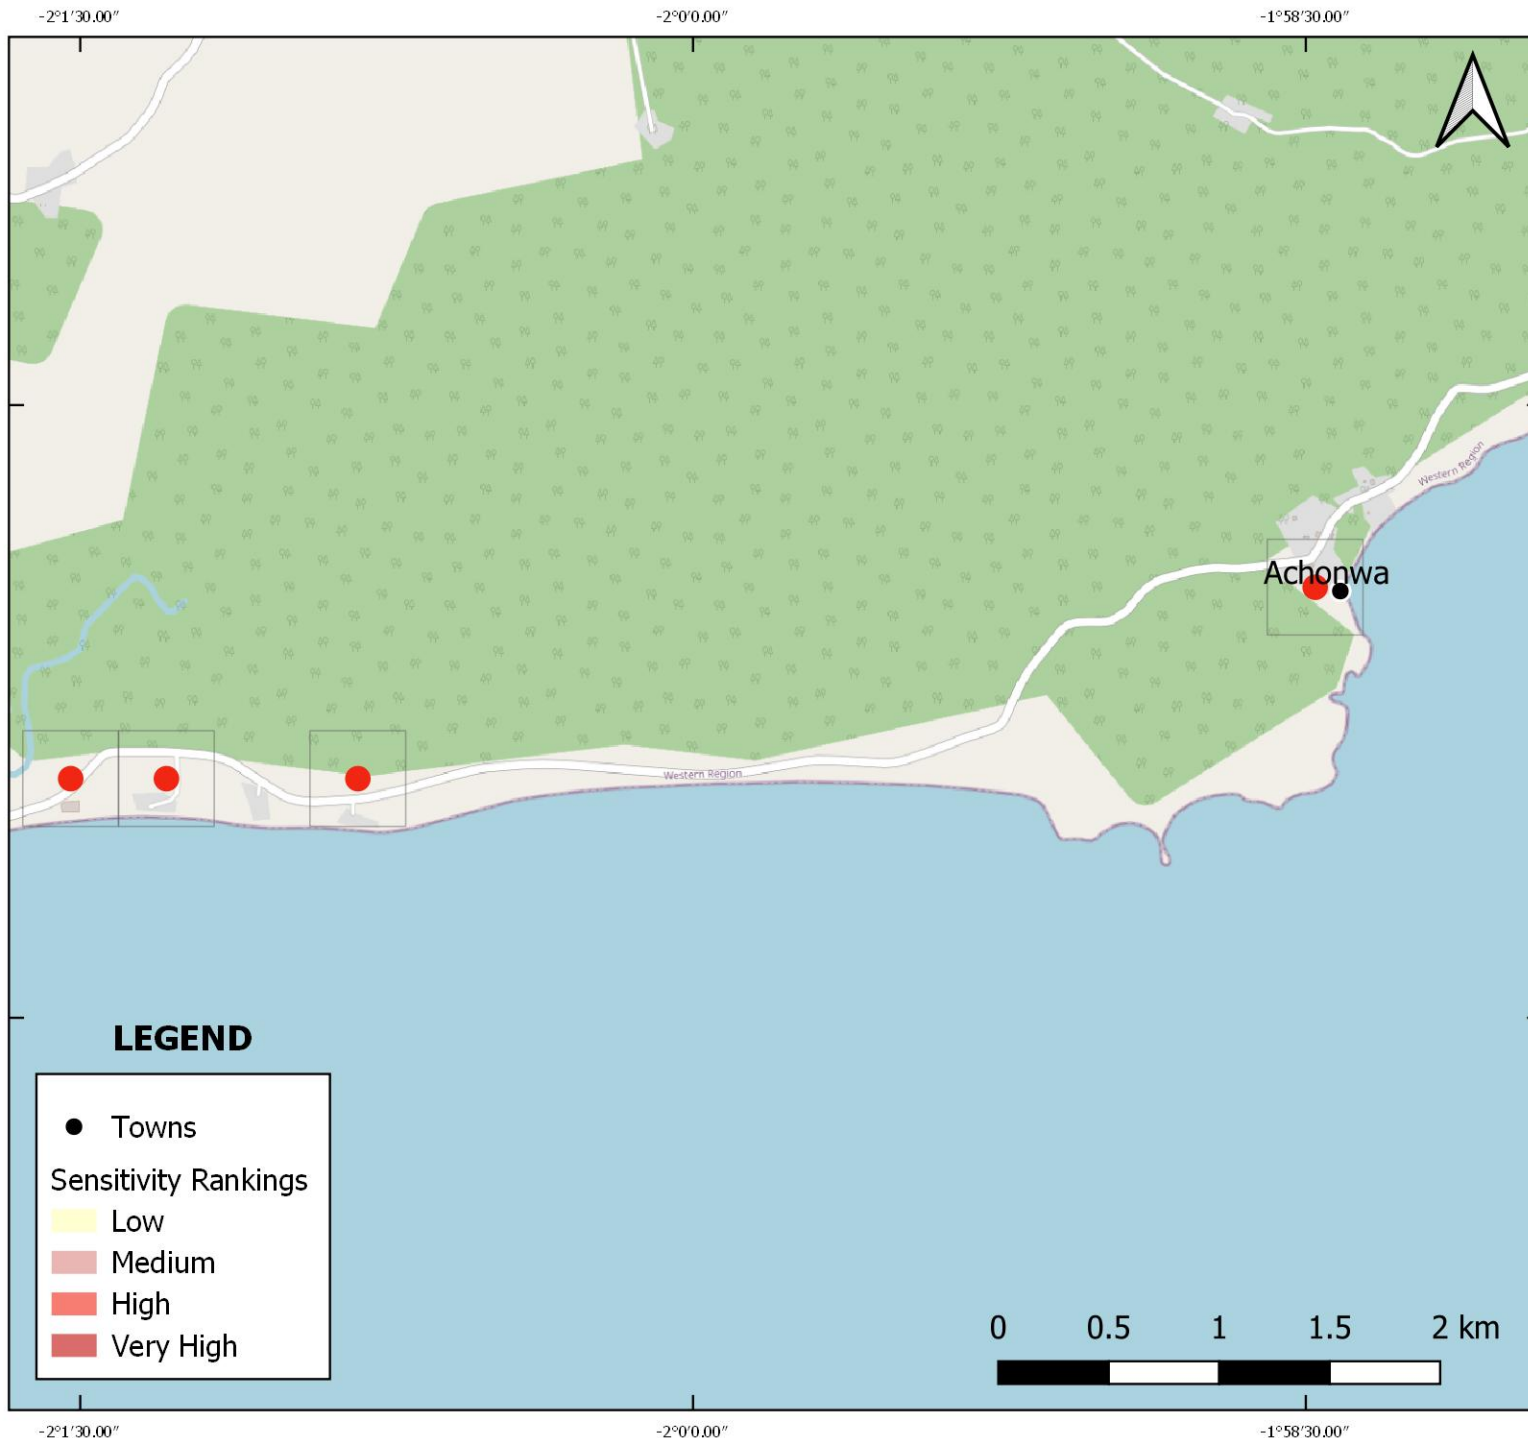 -2°1′30.00″ -2°0′0.00″ -1°58′30.00″
Western Region
Achonwa
Western Region
LEGEND
Towns
Sensitivity Rankings
Low
Medium
High
Very High
0 0.5 1 1.5 2 km
-2°1′30.00″ -2°0′0.00″ -1°58′30.00″